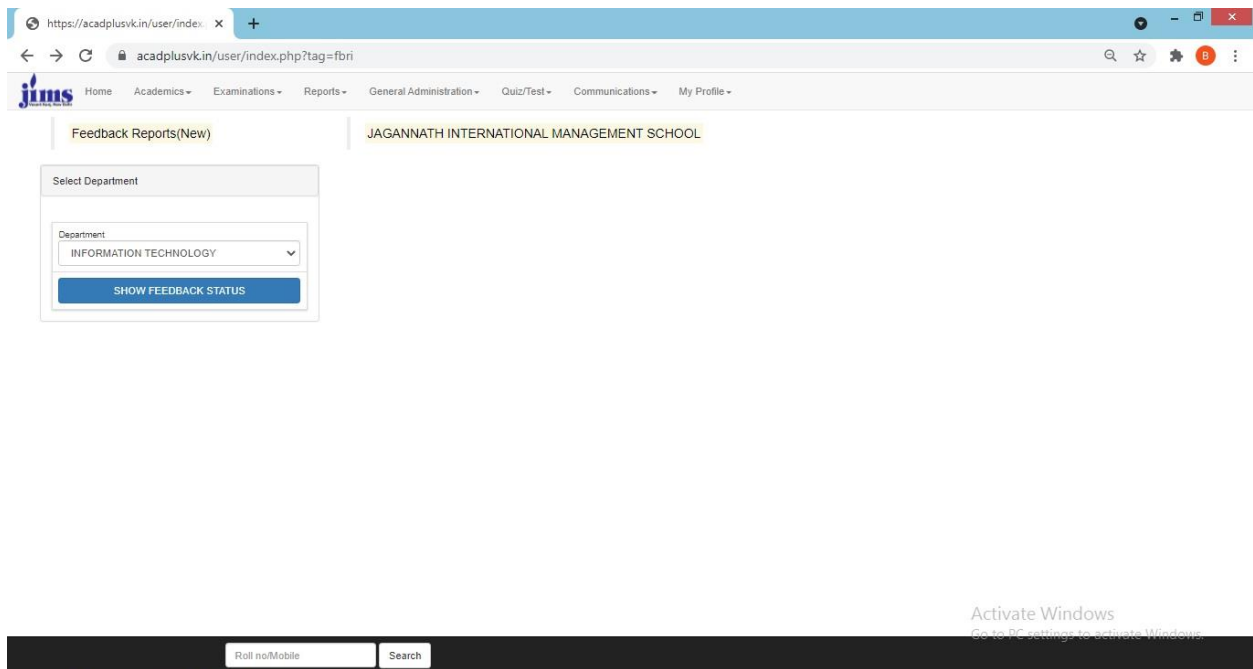 https://acadplusvk.in/user/index.
acadplusvk.in/user/index.php?tag=fbri
B
jims
Home Academics Examinations Reports General Administration Quiz/Test Communications My Profile
Feedback Reports(New) JAGANNATH INTERNATIONAL MANAGEMENT SCHOOL
Select Department
Department
INFORMATION TECHNOLOGY
SHOW FEEDBACK STATUS
Activate Windows
Go to PC settings to activate Windows.
Roll no/Mobile Search